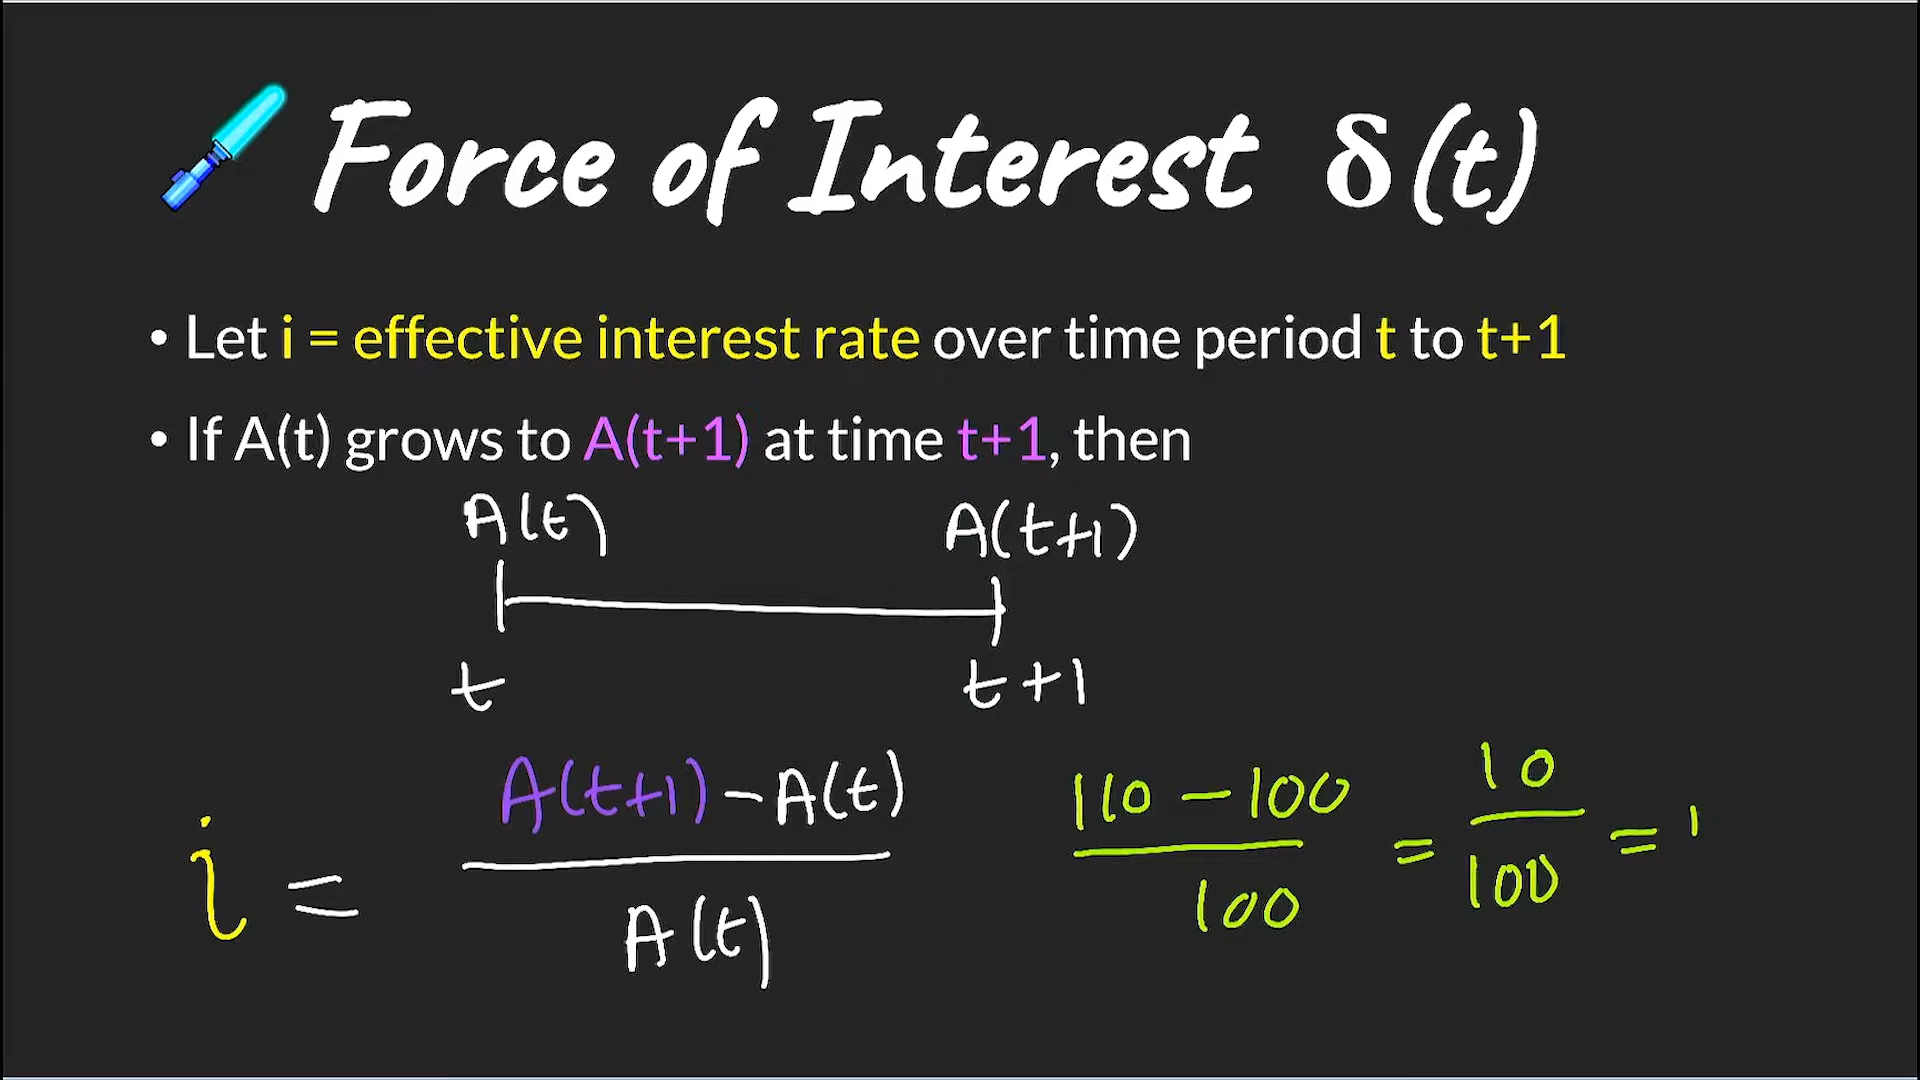 Force of Interest δ(t)
• Let i = effective interest rate over time period t to t+1
• If A(t) grows to A(t+1) at time t+1, then
A(t) A(t+1)
t t+1
i = A(t+1) - A(t) / A(t)
110 - 100 / 100 = 10 / 100 =